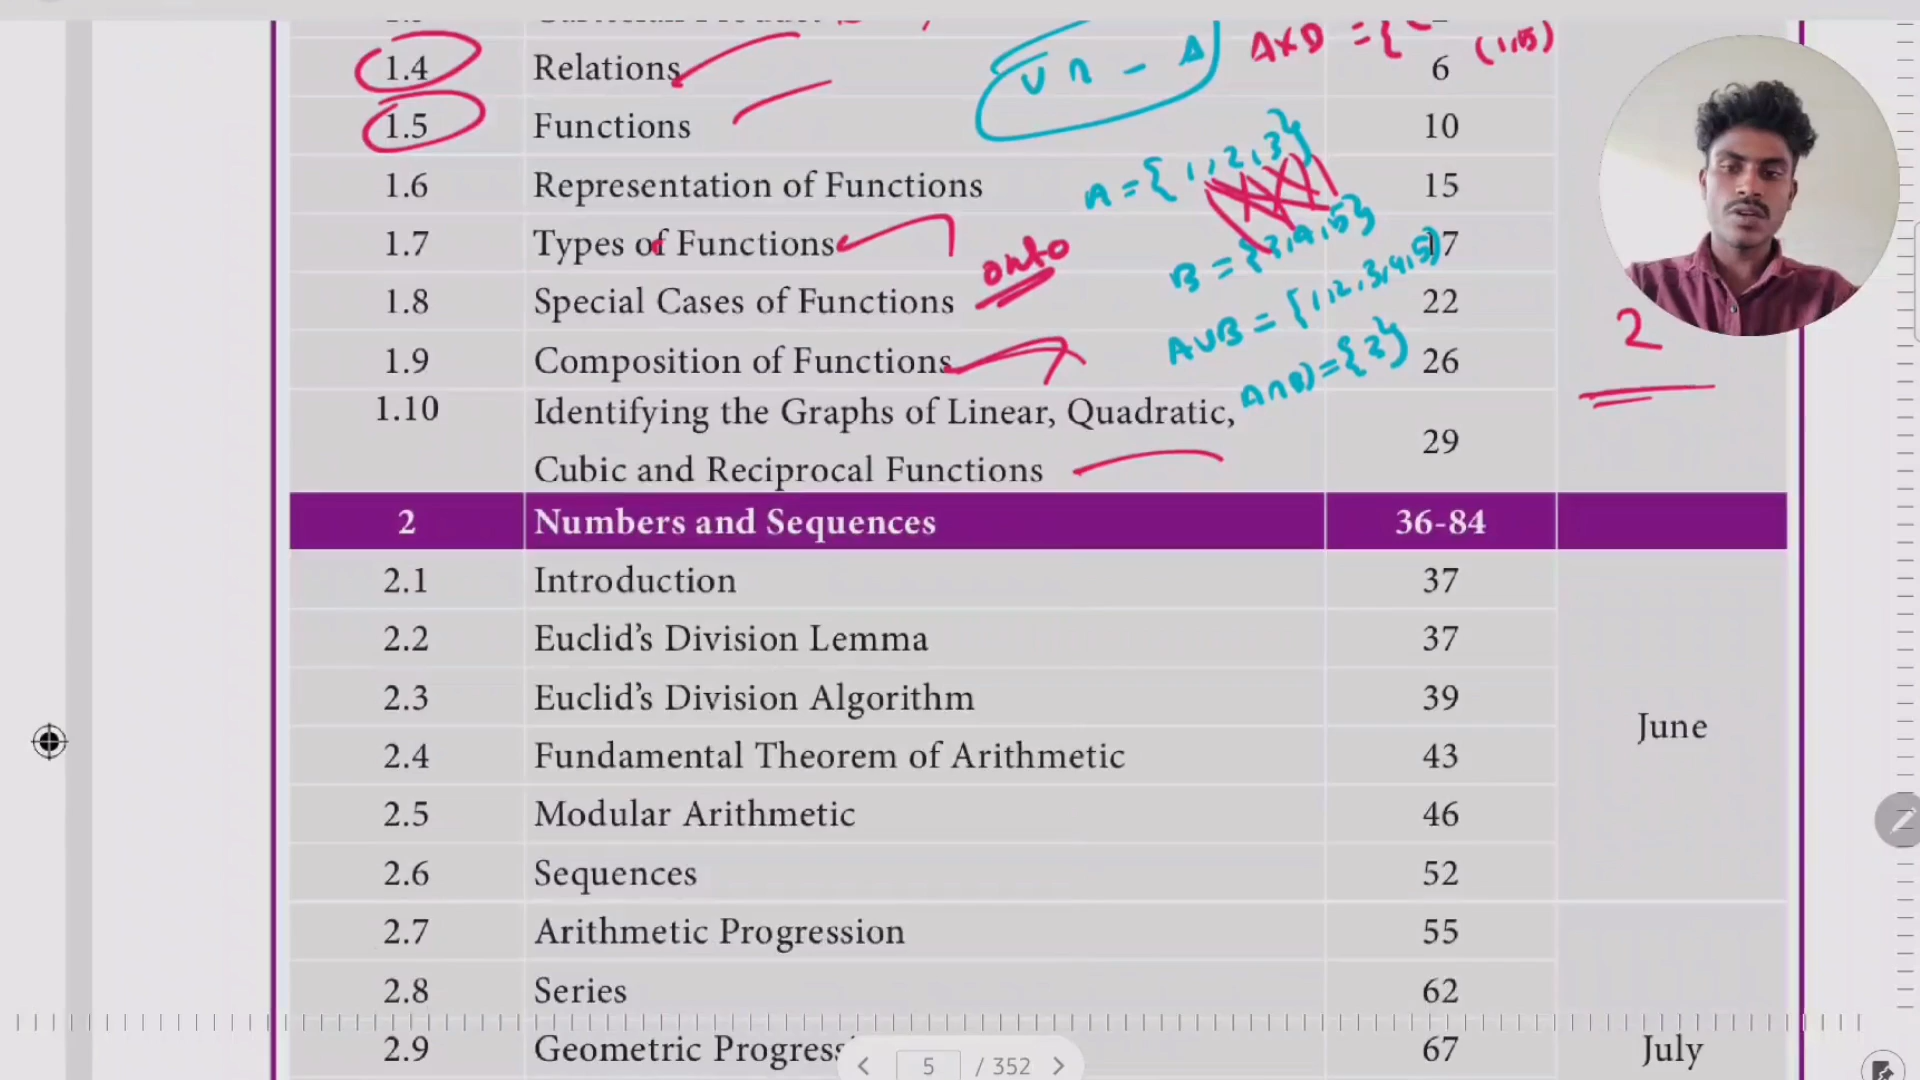 1.4 Relations 6
1.5 Functions 10
1.6 Representation of Functions 15
1.7 Types of Functions 17
1.8 Special Cases of Functions 22
1.9 Composition of Functions 26
1.10 Identifying the Graphs of Linear, Quadratic,
Cubic and Reciprocal Functions 29
2 Numbers and Sequences 36-84
2.1 Introduction 37
2.2 Euclid’s Division Lemma 37
2.3 Euclid’s Division Algorithm 39
2.4 Fundamental Theorem of Arithmetic 43
2.5 Modular Arithmetic 46
2.6 Sequences 52
June
2.7 Arithmetic Progression 55
2.8 Series 62
2.9 Geometric 67
July
∪ ∩ - Δ
(1,5)
A = {1,2,3}
onto
A∪B = {1,2,3,4,5}
2
5 / 352